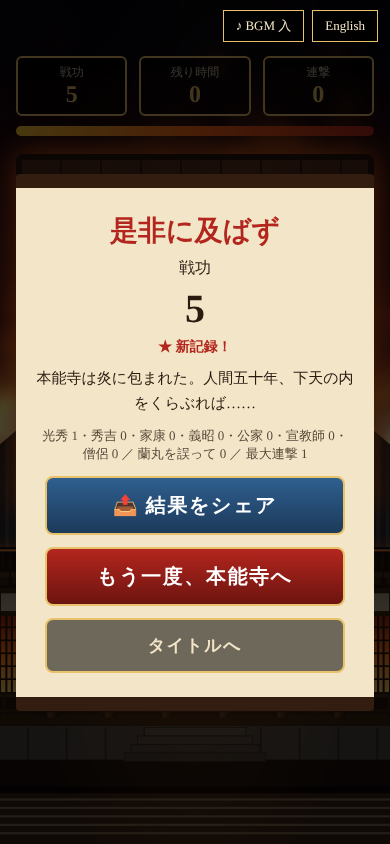 ♪ BGM 入
English
戦功
残り時間
連撃
5
0
0
是非に及ばず
戦功
5
★ 新記録！
本能寺は炎に包まれた。人間五十年、下天の内
をくらぶれば……
光秀 1・秀吉 0・家康 0・義昭 0・公家 0・宣教師 0・
僧侶 0 ／ 蘭丸を誤って 0 ／ 最大連撃 1
📤 結果をシェア
もう一度、本能寺へ
タイトルへ